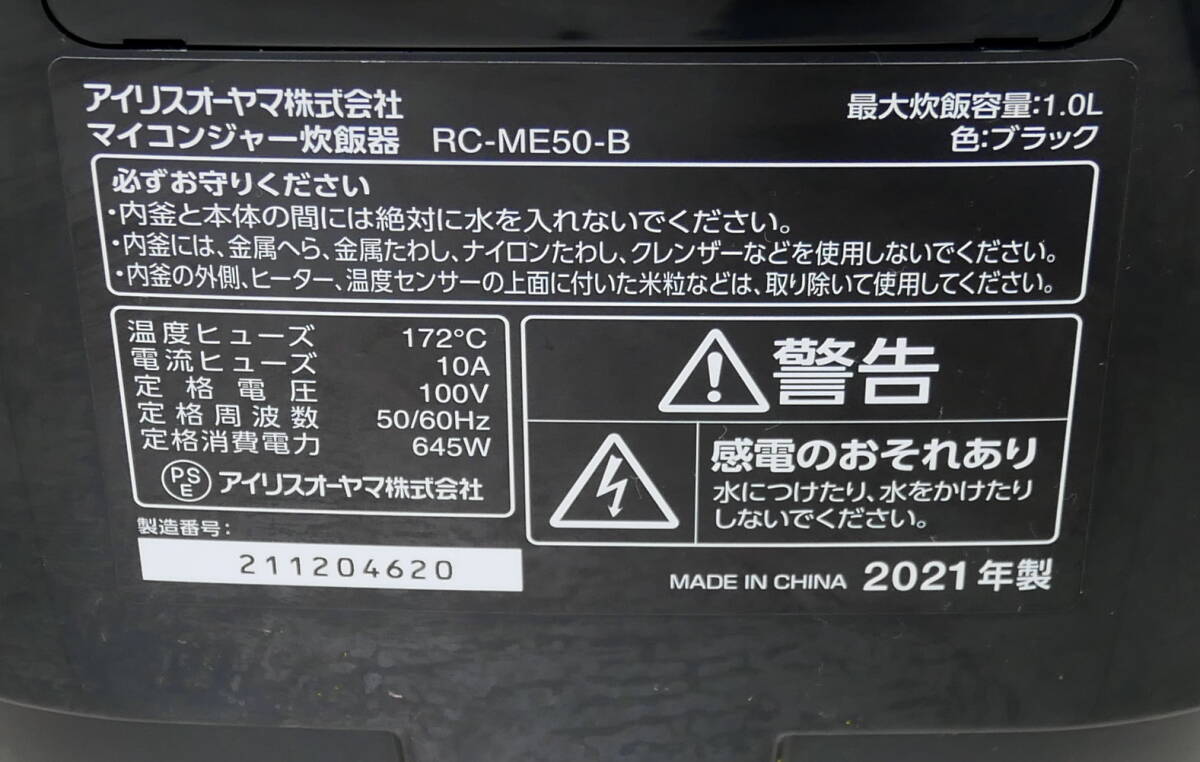 アイリスオーヤマ株式会社
マイコンジャー炊飯器 RC-ME50-B
最大炊飯容量:1.0L
色:ブラック
必ずお守りください
・内釜と本体の間には絶対に水を入れないでください。
・内釜には、金属へら、金属たわし、ナイロンたわし、クレンザーなどを使用しないでください。
・内釜の外側、ヒーター、温度センサーの上面に付いた米粒などは、取り除いて使用してください。
温度ヒューズ 172℃
電流ヒューズ 10A
定格電圧 100V
定格周波数 50/60Hz
定格消費電力 645W
PSE アイリスオーヤマ株式会社
製造番号:
211204620
警告
感電のおそれあり
水につけたり、水をかけたり
しないでください。
MADE IN CHINA 2021年製